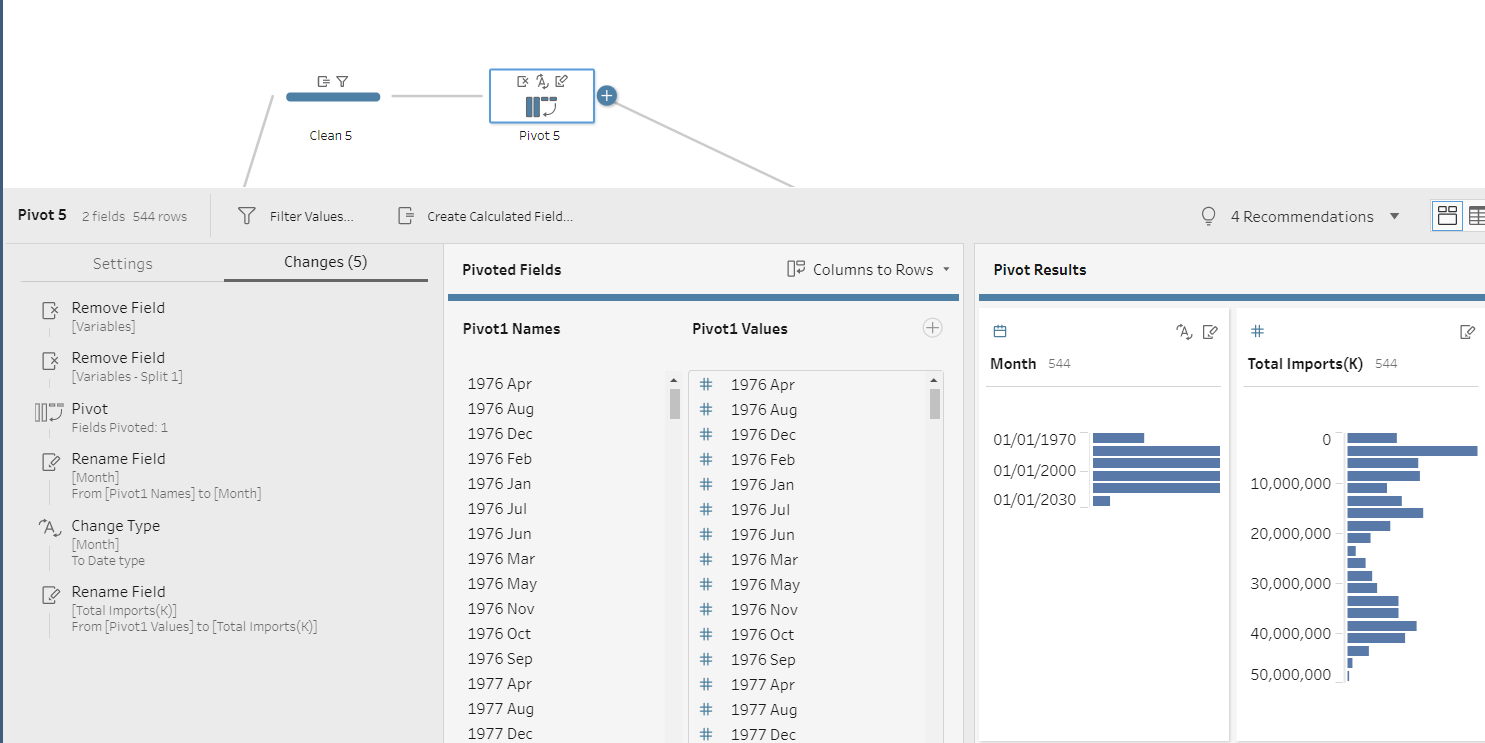 Clean 5
Pivot 5
Pivot 5 2 fields 544 rows
Filter Values...
Create Calculated Field...
4 Recommendations
Settings
Changes (5)
Remove Field
[Variables]
Remove Field
[Variables - Split 1]
Pivot
Fields Pivoted: 1
Rename Field
[Month]
From [Pivot1 Names] to [Month]
Change Type
[Month]
To Date type
Rename Field
[Total Imports(K)]
From [Pivot1 Values] to [Total Imports(K)]
Pivoted Fields
Columns to Rows
Pivot1 Names
Pivot1 Values
1976 Apr
1976 Apr
1976 Aug
1976 Aug
1976 Dec
1976 Dec
1976 Feb
1976 Feb
1976 Jan
1976 Jan
1976 Jul
1976 Jul
1976 Jun
1976 Jun
1976 Mar
1976 Mar
1976 May
1976 May
1976 Nov
1976 Nov
1976 Oct
1976 Oct
1976 Sep
1976 Sep
1977 Apr
1977 Apr
1977 Aug
1977 Aug
1977 Dec
1977 Dec
Pivot Results
Month 544
01/01/1970
01/01/2000
01/01/2030
Total Imports(K) 544
0
10,000,000
20,000,000
30,000,000
40,000,000
50,000,000